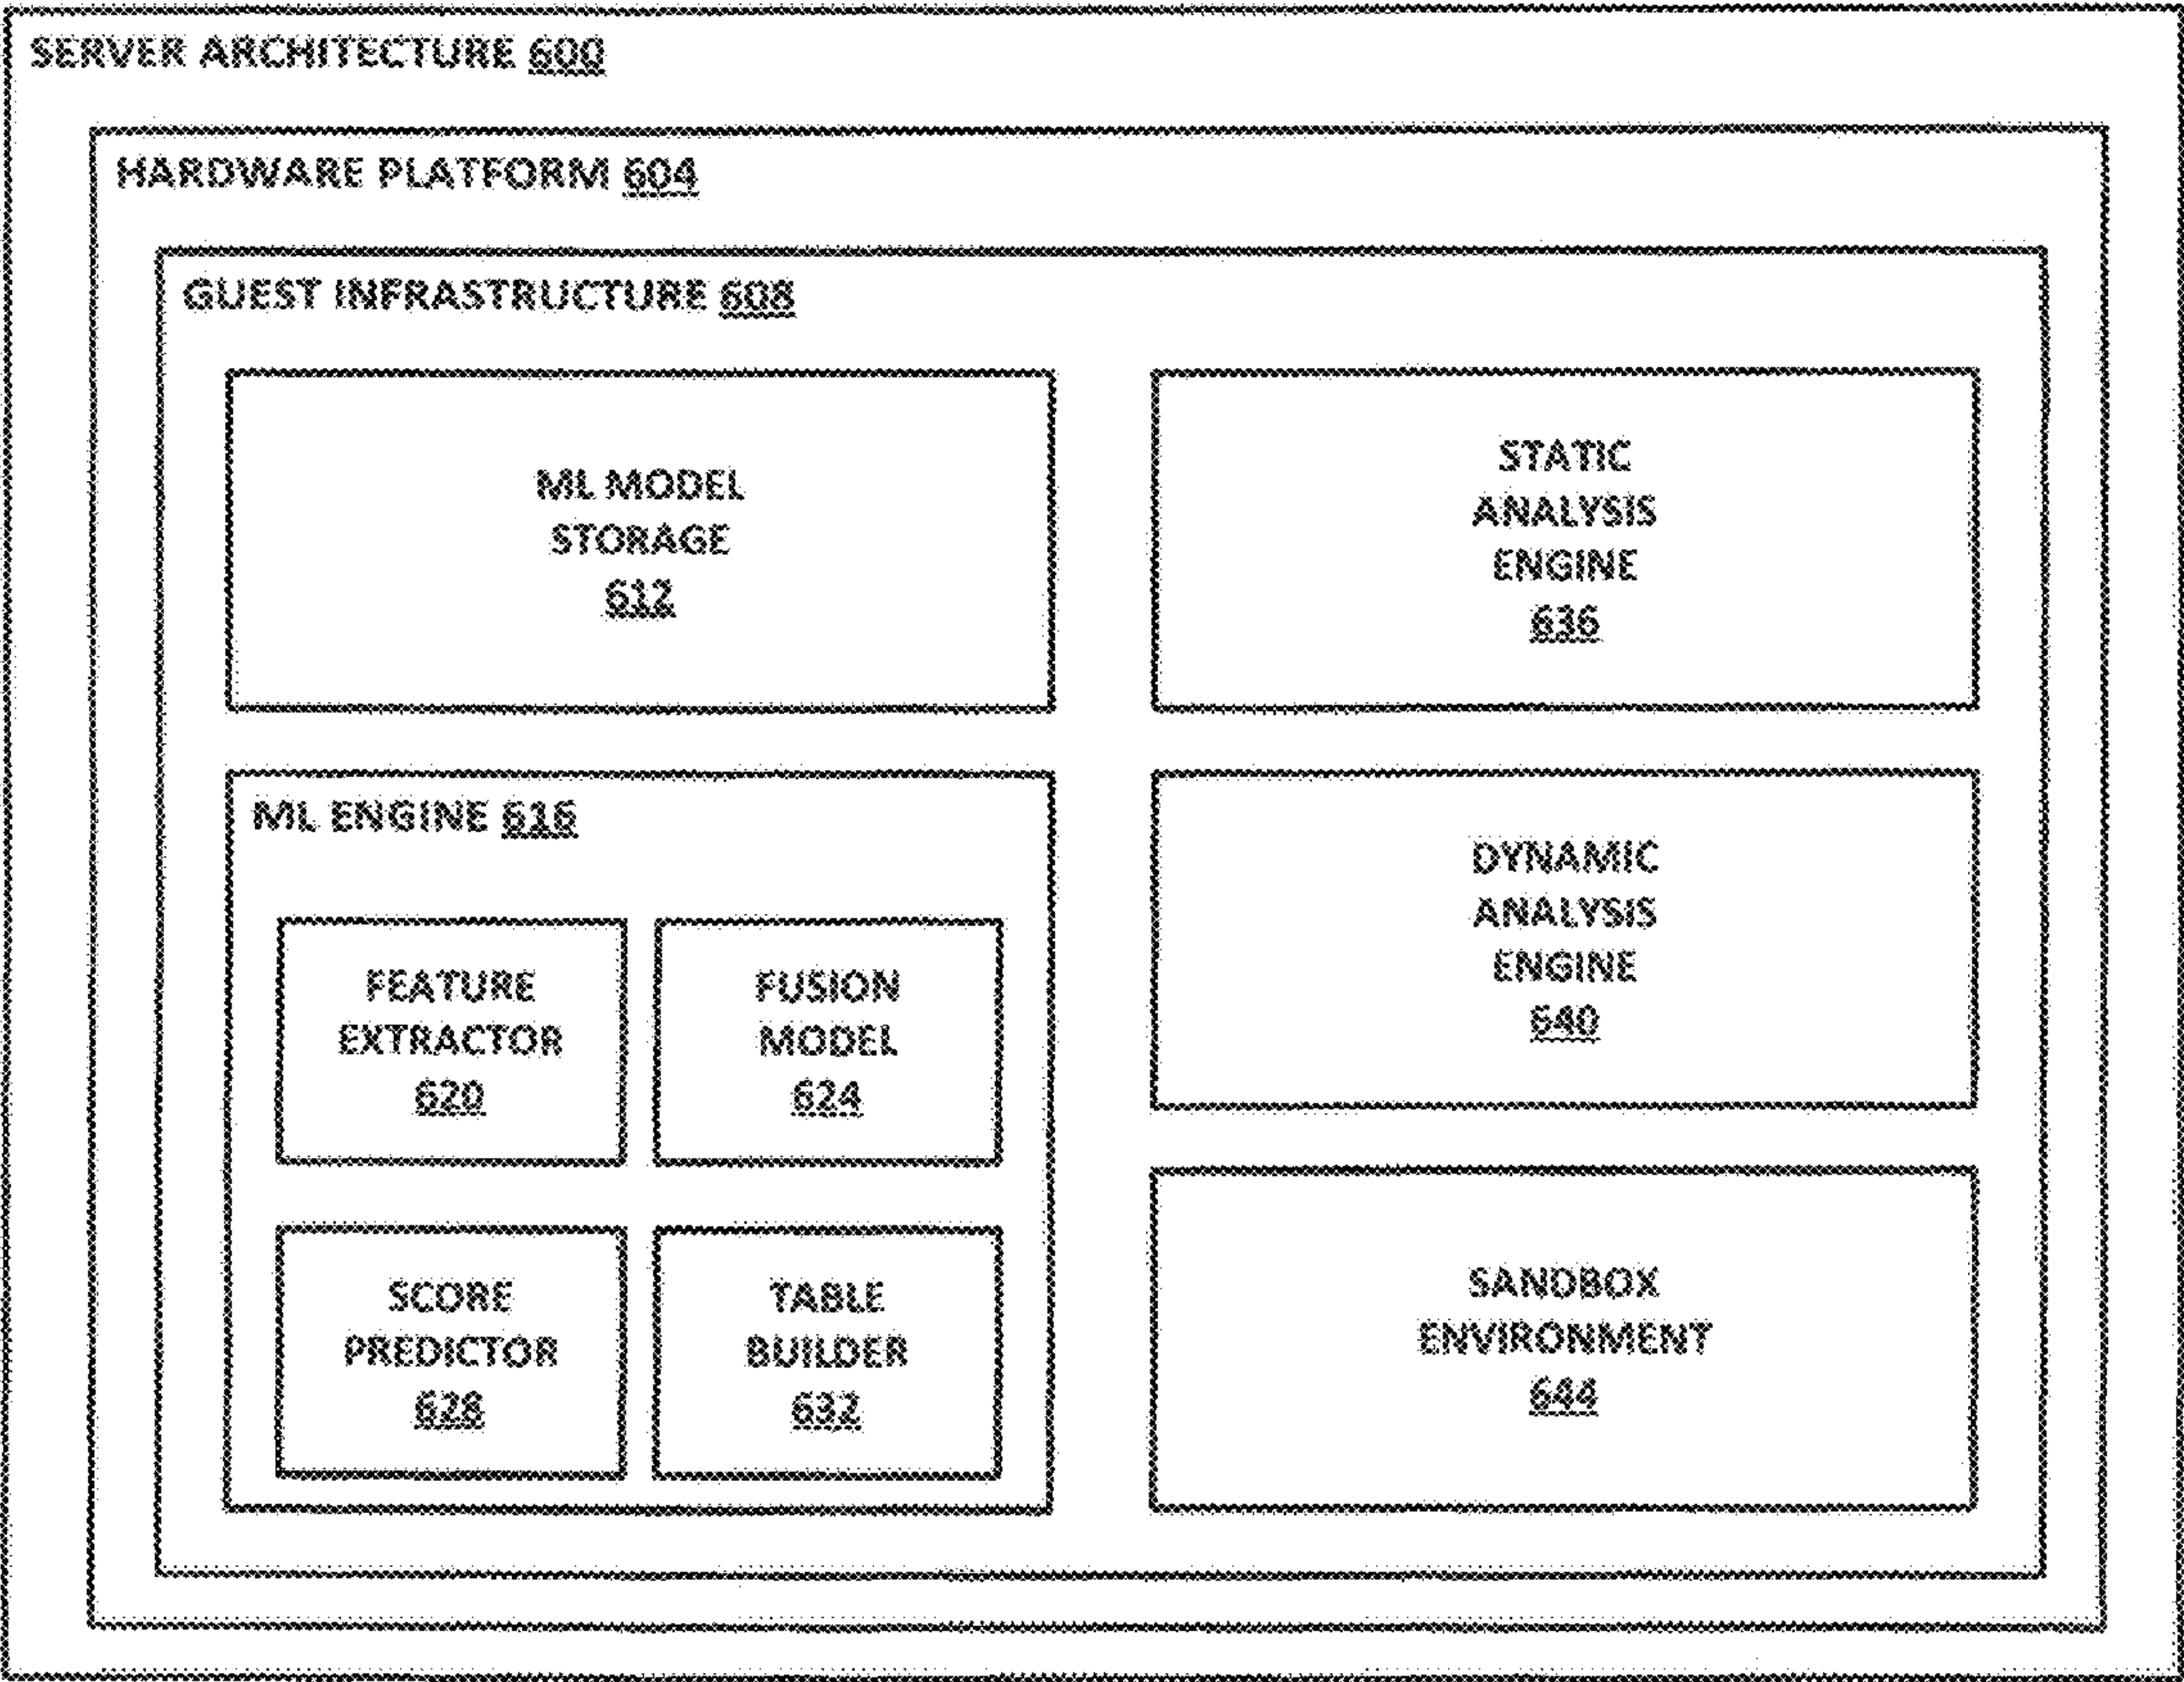 SERVER ARCHITECTURE 600
HARDWARE PLATFORM 604
GUEST INFRASTRUCTURE 608
ML MODEL
STORAGE
612
STATIC
ANALYSIS
ENGINE
636
ML ENGINE 616
FEATURE
EXTRACTOR
620
FUSION
MODEL
624
SCORE
PREDICTOR
628
TABLE
BUILDER
632
DYNAMIC
ANALYSIS
ENGINE
640
SANDBOX
ENVIRONMENT
644